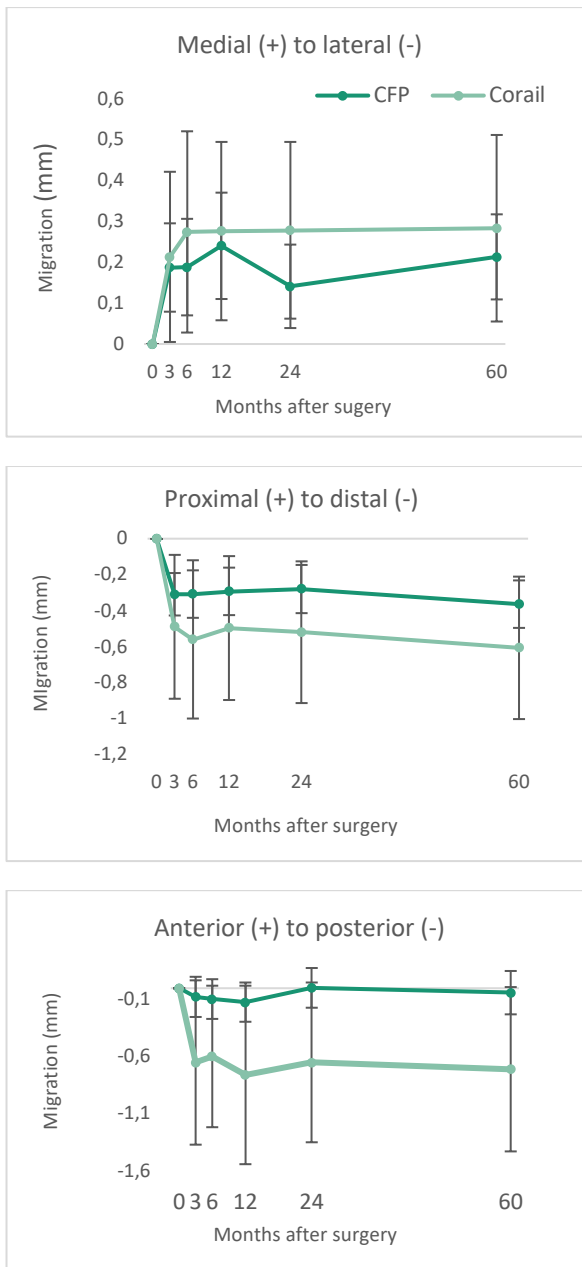 Medial (+) to lateral (-)
CFP Corail
0,6
0,5
0,4
0,3
0,2
0,1
0
Migration (mm)
0 3 6 12 24 60
Months after surgery
Proximal (+) to distal (-)
0
-0,2
-0,4
-0,6
-0,8
-1
-1,2
MIgration (mm)
0 3 6 12 24 60
Months after surgery
Anterior (+) to posterior (-)
-0,1
-0,6
-1,1
-1,6
Migration (mm)
0 3 6 12 24 60
Months after surgery